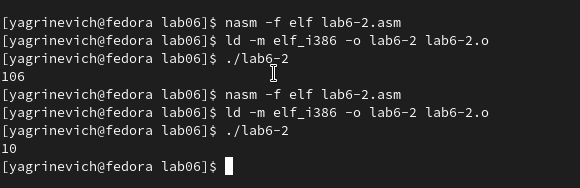 [yagrinevich@fedora lab06]$ nasm -f elf lab6-2.asm
[yagrinevich@fedora lab06]$ ld -m elf_i386 -o lab6-2 lab6-2.o
[yagrinevich@fedora lab06]$ ./lab6-2
106
[yagrinevich@fedora lab06]$ nasm -f elf lab6-2.asm
[yagrinevich@fedora lab06]$ ld -m elf_i386 -o lab6-2 lab6-2.o
[yagrinevich@fedora lab06]$ ./lab6-2
10
[yagrinevich@fedora lab06]$